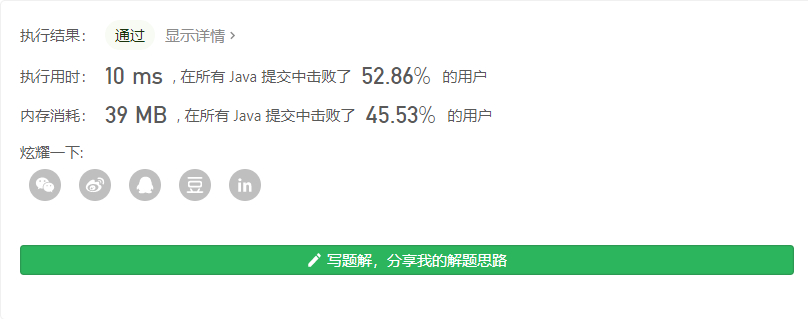 执行结果： 通过 显示详情 ›
执行用时： 10 ms ，在所有 Java 提交中击败了 52.86% 的用户
内存消耗： 39 MB ，在所有 Java 提交中击败了 45.53% 的用户
炫耀一下:
豆 in
写题解，分享我的解题思路